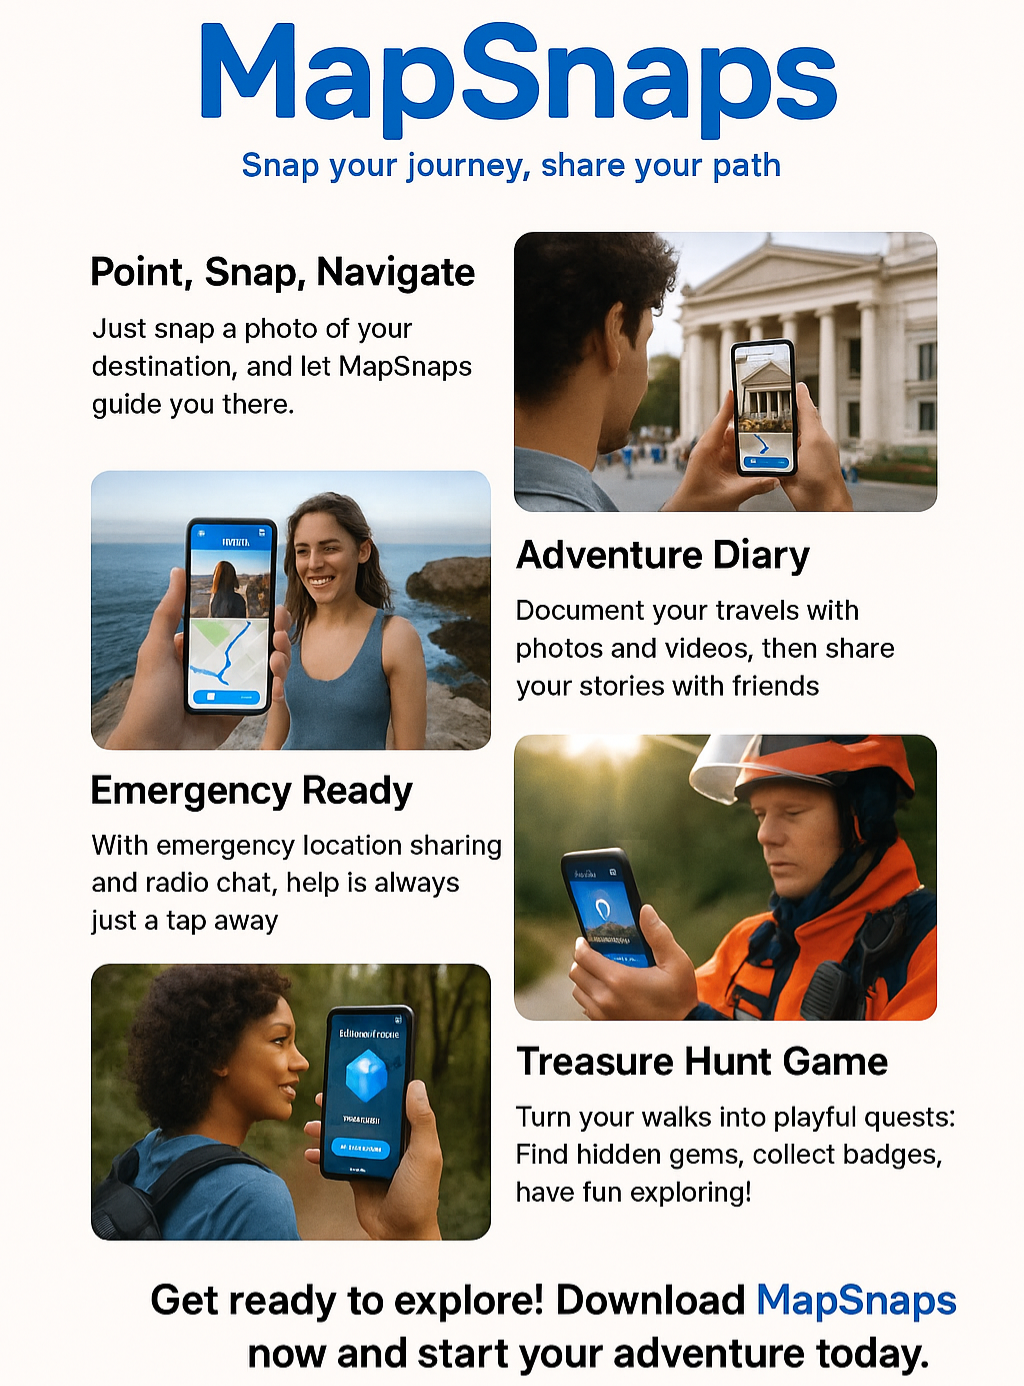 MapSnaps
Snap your journey, share your path
Point, Snap, Navigate
Just snap a photo of your
destination, and let MapSnaps
guide you there.
Adventure Diary
Document your travels with
photos and videos, then share
your stories with friends
Emergency Ready
With emergency location sharing
and radio chat, help is always
just a tap away
Treasure Hunt Game
Turn your walks into playful quests:
Find hidden gems, collect badges,
have fun exploring!
Get ready to explore! Download MapSnaps
now and start your adventure today.